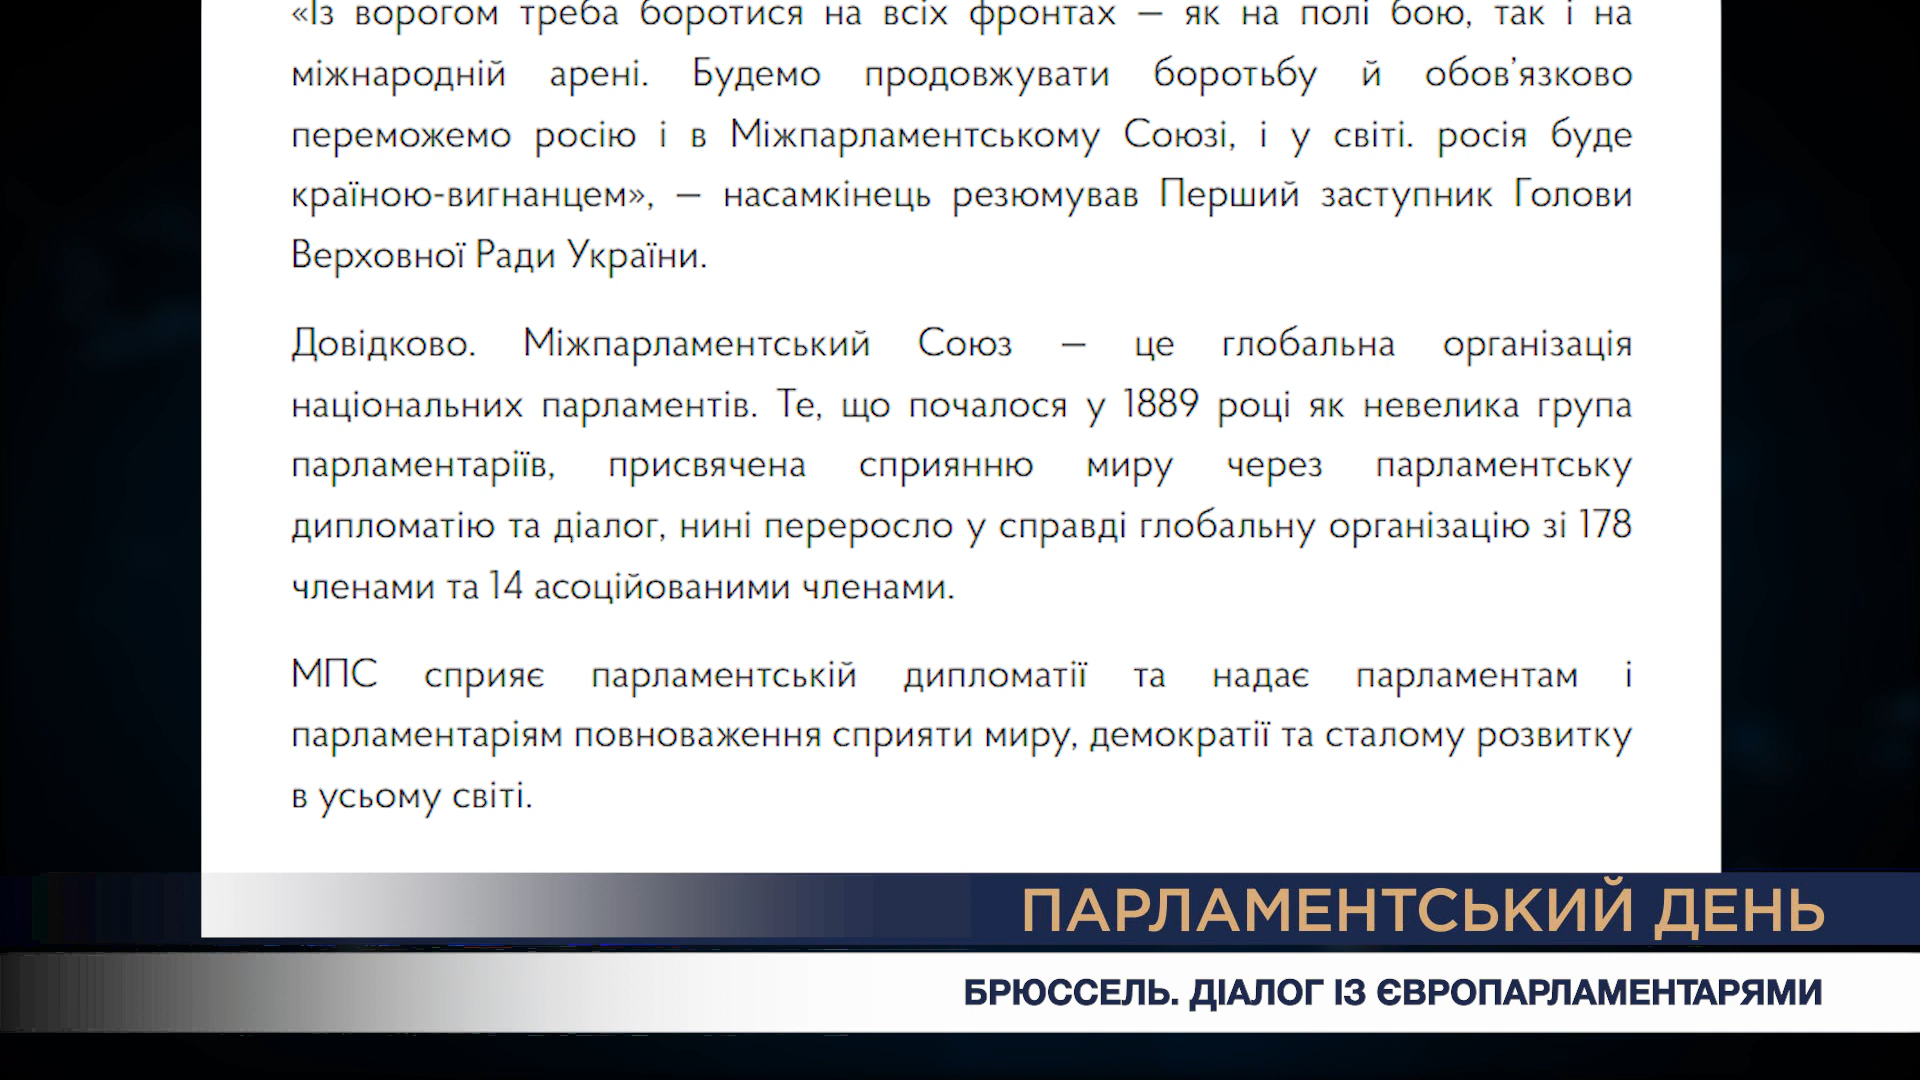 «Із ворогом треба боротися на всіх фронтах – як на полі бою, так і на
міжнародній арені. Будемо продовжувати боротьбу й обов’язково
переможемо росію і в Міжпарламентському Союзі, і у світі. росія буде
країною-вигнанцем», – насамкінець резюмував Перший заступник Голови
Верховної Ради України.
Довідково. Міжпарламентський Союз – це глобальна організація
національних парламентів. Те, що почалося у 1889 році як невелика група
парламентаріїв, присвячена сприянню миру через парламентську
дипломатію та діалог, нині переросло у справді глобальну організацію зі 178
членами та 14 асоційованими членами.
МПС сприяє парламентській дипломатії та надає парламентам і
парламентаріям повноваження сприяти миру, демократії та сталому розвитку
в усьому світі.
ПАРЛАМЕНТСЬКИЙ ДЕНЬ
БРЮССЕЛЬ. ДІАЛОГ ІЗ ЄВРОПАРЛАМЕНТАРЯМИ